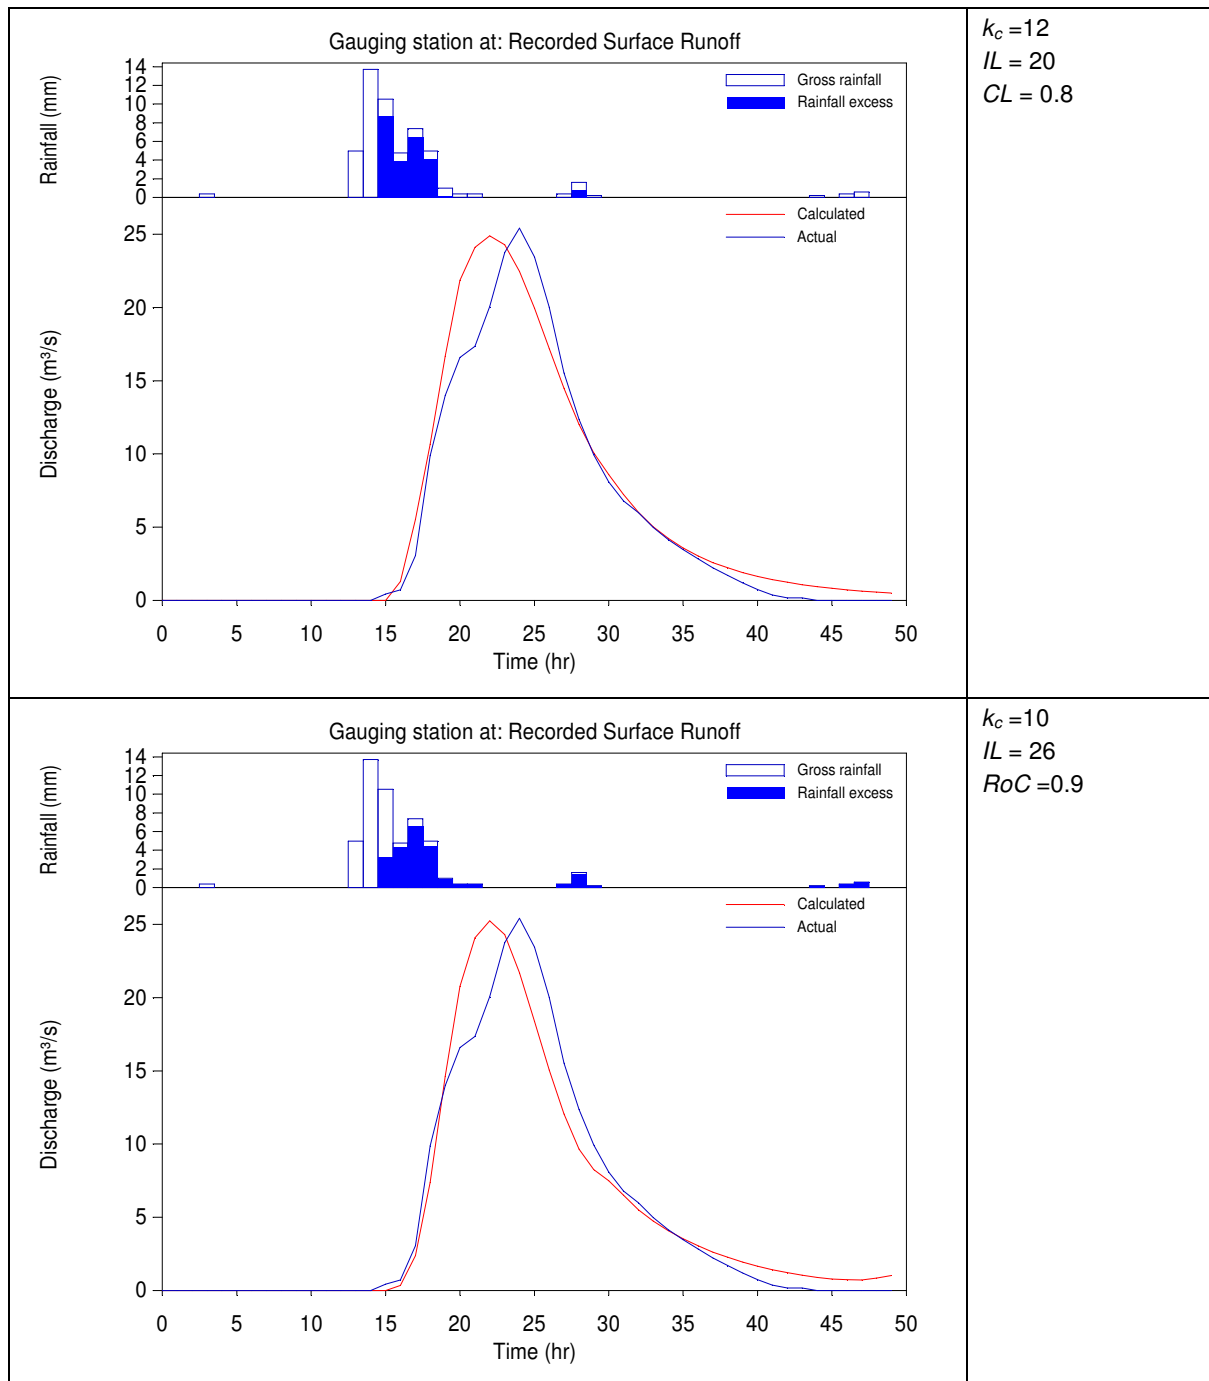 Gauging station at: Recorded Surface Runoff
Rainfall (mm)
14
12
10
8
6
4
2
0
Gross rainfall
Rainfall excess
Discharge (m³/s)
25
20
15
10
5
0
Calculated
Actual
0 5 10 15 20 25 30 35 40 45 50
Time (hr)
kc =12
IL = 20
CL = 0.8
Gauging station at: Recorded Surface Runoff
Rainfall (mm)
14
12
10
8
6
4
2
0
Gross rainfall
Rainfall excess
Discharge (m³/s)
25
20
15
10
5
0
Calculated
Actual
0 5 10 15 20 25 30 35 40 45 50
Time (hr)
kc =10
IL = 26
RoC =0.9